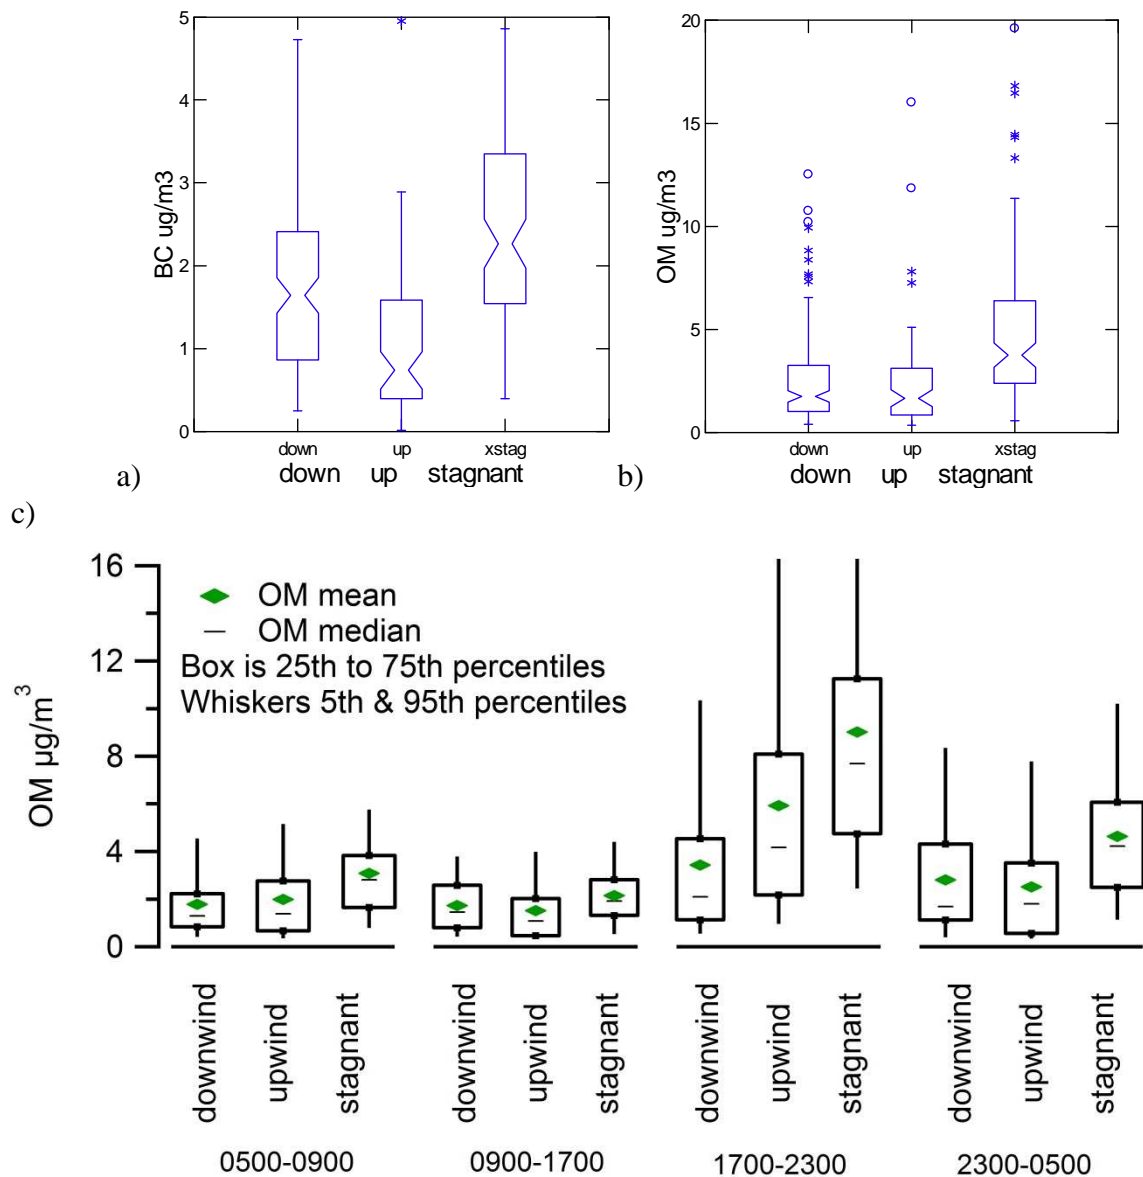 5
4
3
2
1
0
BC ug/m3
down up xstag
down up stagnant
a)
20
15
10
5
0
OM µg/m3
down up xstag
down up stagnant
b)
c)
16
12
8
4
0
OM µg/m³
OM mean
OM median
Box is 25th to 75th percentiles
Whiskers 5th & 95th percentiles
downwind upwind stagnant downwind upwind stagnant downwind upwind stagnant downwind upwind stagnant
0500-0900 0900-1700 1700-2300 2300-0500